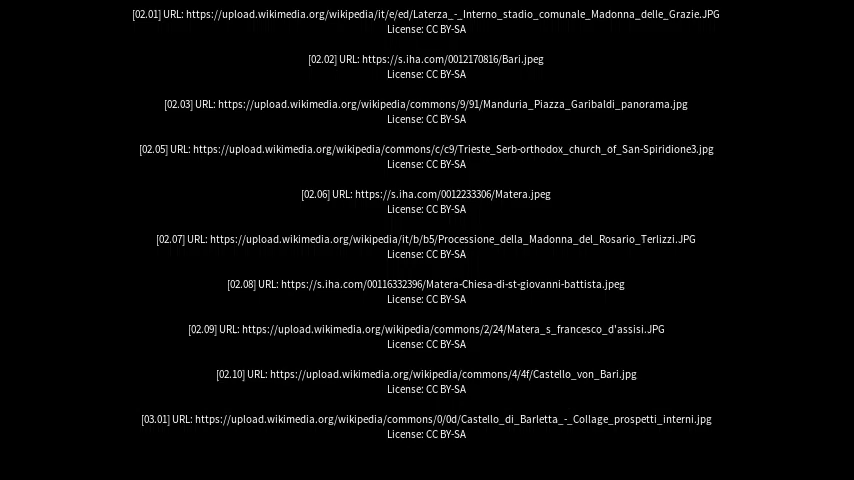 [02.01] URL: https://upload.wikimedia.org/wikipedia/it/e/ed/Laterza_-_Interno_stadio_comunale_Madonna_delle_Grazie.JPG
License: CC BY-SA
[02.02] URL: https://s.iha.com/0012170816/Bari.jpeg
License: CC BY-SA
[02.03] URL: https://upload.wikimedia.org/wikipedia/commons/9/91/Manduria_Piazza_Garibaldi_panorama.jpg
License: CC BY-SA
[02.05] URL: https://upload.wikimedia.org/wikipedia/commons/c/c9/Trieste_Serb-orthodox_church_of_San-Spiridione3.jpg
License: CC BY-SA
[02.06] URL: https://s.iha.com/0012233306/Matera.jpeg
License: CC BY-SA
[02.07] URL: https://upload.wikimedia.org/wikipedia/it/b/b5/Processione_della_Madonna_del_Rosario_Terlizzi.JPG
License: CC BY-SA
[02.08] URL: https://s.iha.com/00116332396/Matera-Chiesa-di-st-giovanni-battista.jpeg
License: CC BY-SA
[02.09] URL: https://upload.wikimedia.org/wikipedia/commons/2/24/Matera_s_francesco_d'assisi.JPG
License: CC BY-SA
[02.10] URL: https://upload.wikimedia.org/wikipedia/commons/4/4f/Castello_von_Bari.jpg
License: CC BY-SA
[03.01] URL: https://upload.wikimedia.org/wikipedia/commons/0/0d/Castello_di_Barletta_-_Collage_prospetti_interni.jpg
License: CC BY-SA